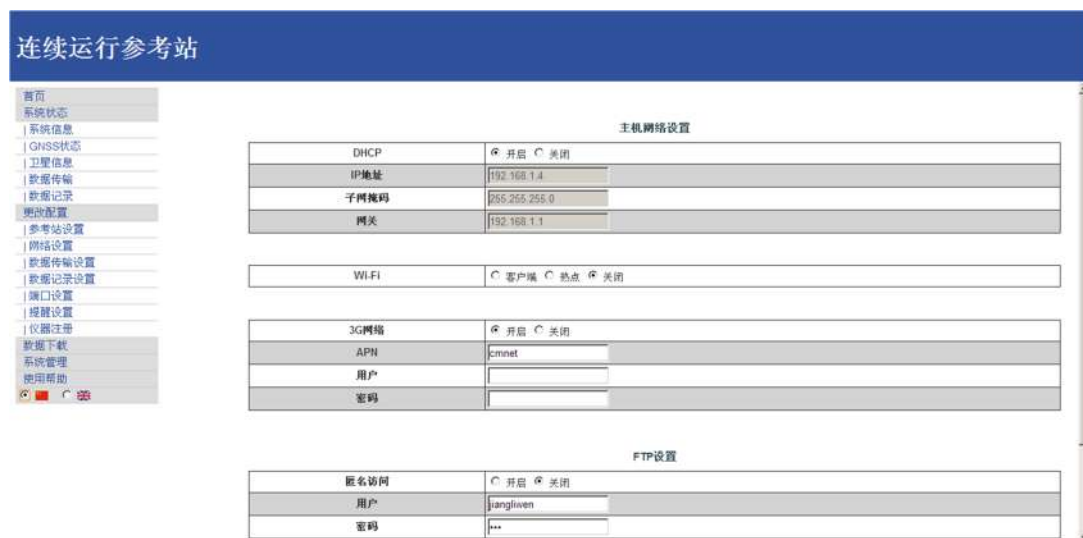 连续运行参考站
首页
系统状态
| 系统信息
| GNSS状态
| 卫星信息
| 数据传输
| 数据记录
更改配置
| 参考站设置
| 网络设置
| 数据传输设置
| 数据记录设置
| 端口设置
| 提醒设置
| 仪器注册
数据下载
系统管理
使用帮助
主机网络设置
DHCP 开启 关闭
IP地址 192.168.1.4
子网掩码 255.255.255.0
网关 192.168.1.1
WI-FI 客户端 热点 关闭
3G网络 开启 关闭
APN cmnet
用户
密码
FTP设置
匿名访问 开启 关闭
用户 jiangliwen
密码 •••